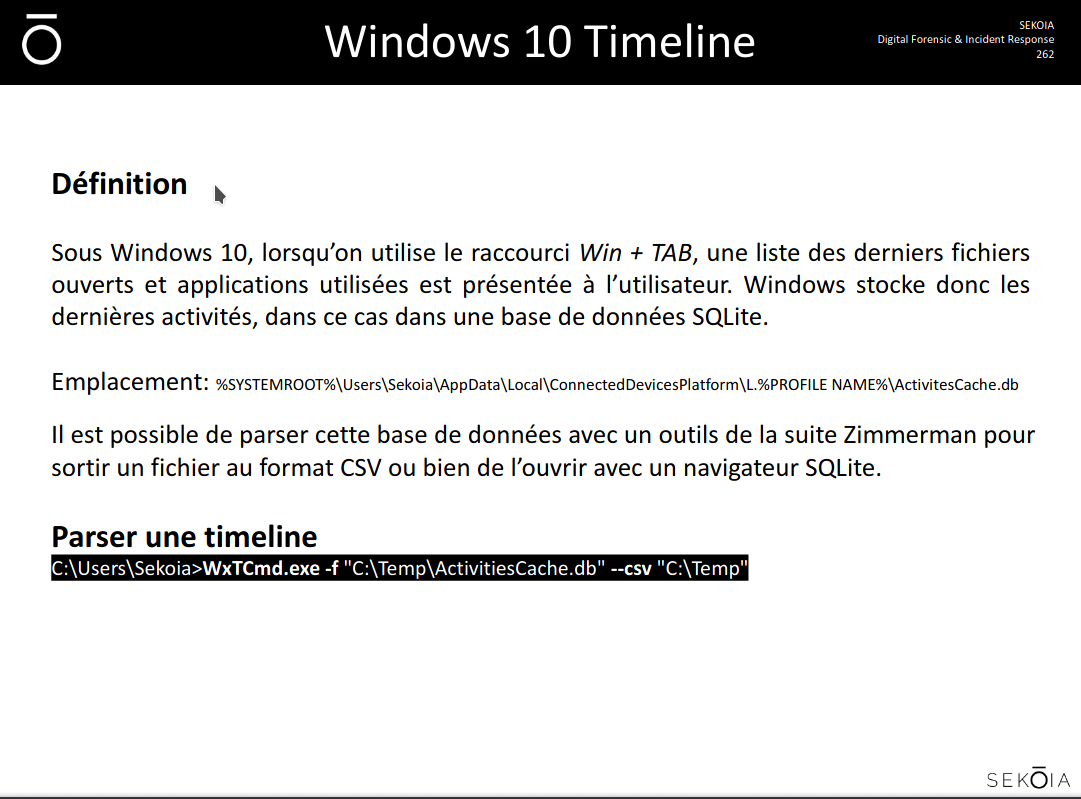 Windows 10 Timeline
SEKOIA
Digital Forensic & Incident Response
262
Définition
Sous Windows 10, lorsqu’on utilise le raccourci Win + TAB, une liste des derniers fichiers
ouverts et applications utilisées est présentée à l’utilisateur. Windows stocke donc les
dernières activités, dans ce cas dans une base de données SQLite.
Emplacement: %SYSTEMROOT%\Users\Sekoia\AppData\Local\ConnectedDevicesPlatform\L.%PROFILE NAME%\ActivitesCache.db
Il est possible de parser cette base de données avec un outils de la suite Zimmerman pour
sortir un fichier au format CSV ou bien de l’ouvrir avec un navigateur SQLite.
Parser une timeline
C:\Users\Sekoia>WxTCmd.exe -f "C:\Temp\ActivitiesCache.db" --csv "C:\Temp"
SEKOIA